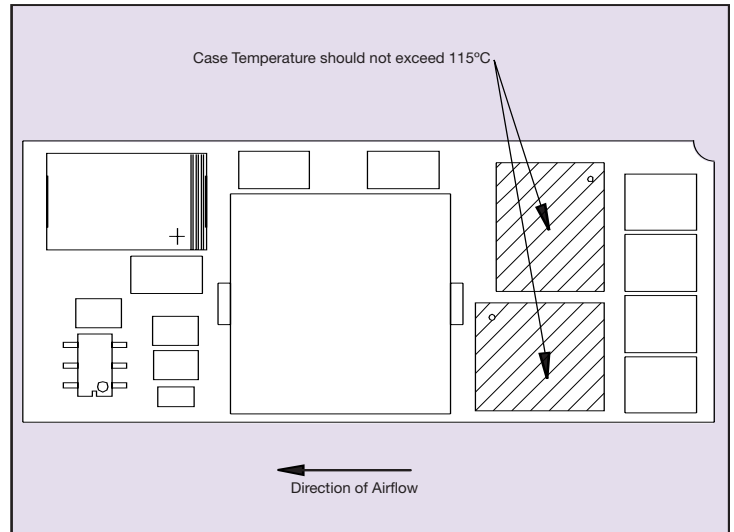 Case Temperature should not exceed 115ºC
+
Direction of Airflow